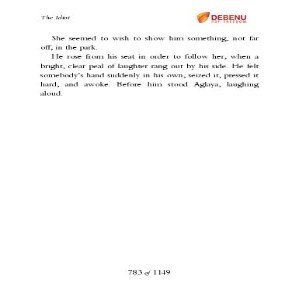 The Idiot
DEBENU
PDF TELEDOM
She seemed to wish to show him something, not far
off, in the park.
He rose from his seat in order to follow her, when a
bright, clear peal of laughter rang out by his side. He felt
somebody's hand suddenly in his own, seized it, pressed it
hard, and awoke. Before him stood Aglaya, laughing
aloud.
783 of 1149